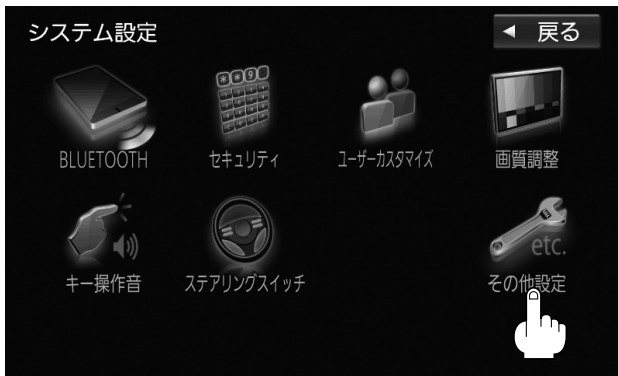 システム設定
◀ 戻る
BLUETOOTH
セキュリティ
ユーザーカスタマイズ
画質調整
キー操作音
ステアリングスイッチ
etc.
その他設定